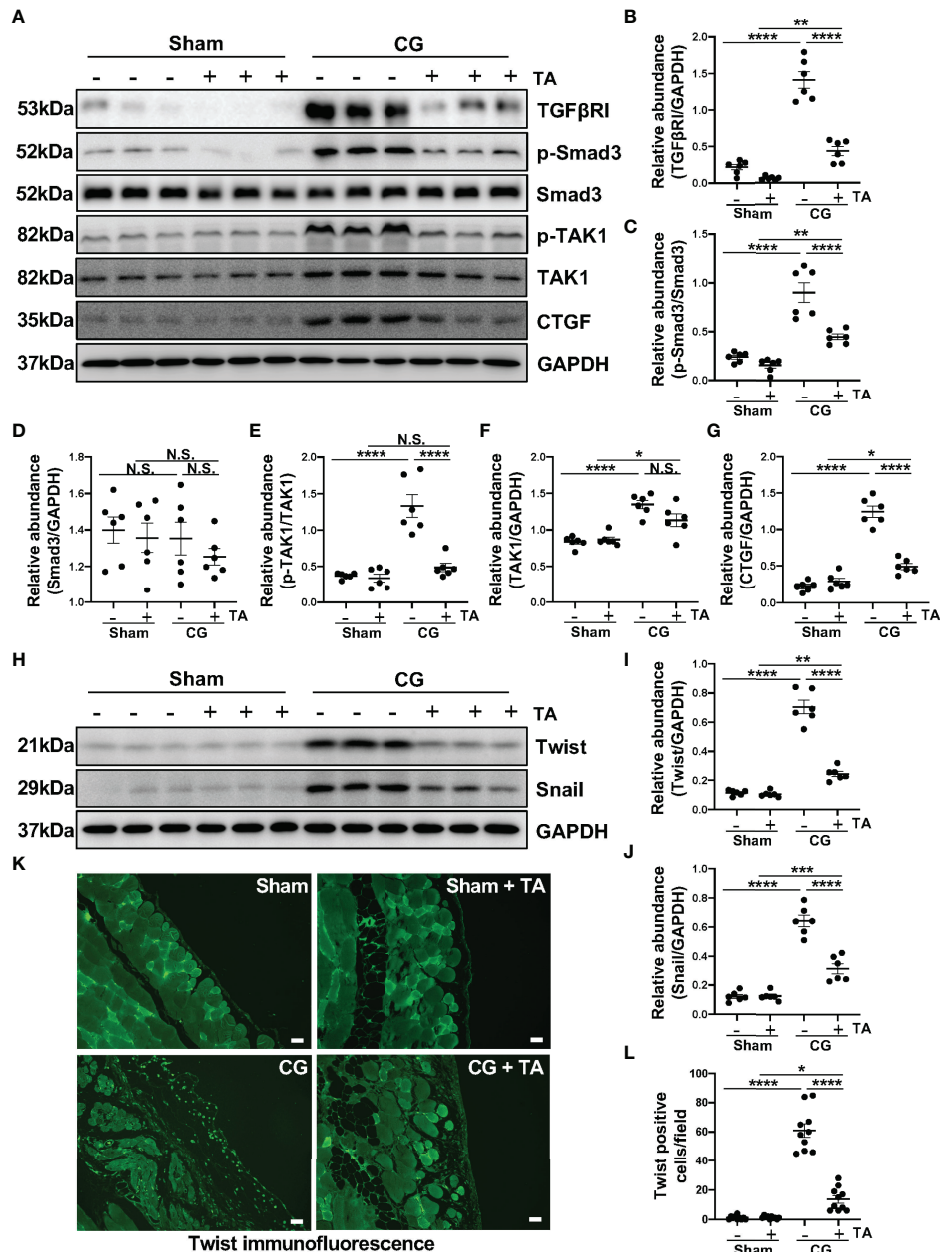 A
Sham CG
- - - + + + - - - + + + TA
53kDa TGFβRI
52kDa p-Smad3
52kDa Smad3
82kDa p-TAK1
82kDa TAK1
35kDa CTGF
37kDa GAPDH
B
Relative abundance
(TGFβRI/GAPDH)
**
**** ****
2.0
1.5
1.0
0.5
0.0
- + - + TA
Sham CG
C
Relative abundance
(p-Smad3/Smad3)
**
**** ****
1.5
1.0
0.5
0.0
- + - + TA
Sham CG
D
Relative abundance
(Smad3/GAPDH)
N.S.
N.S. N.S.
2.0
1.8
1.6
1.4
1.2
1.0
- + - + TA
Sham CG
E
Relative abundance
(p-TAK1/TAK1)
N.S.
**** ****
2.0
1.5
1.0
0.5
0.0
- + - + TA
Sham CG
F
Relative abundance
(TAK1/GAPDH)
*
**** N.S.
2.0
1.5
1.0
0.5
0.0
- + - + TA
Sham CG
G
Relative abundance
(CTGF/GAPDH)
*
**** ****
2.0
1.5
1.0
0.5
0.0
- + - + TA
Sham CG
H
Sham CG
- - - + + + - - - + + + TA
21kDa Twist
29kDa Snail
37kDa GAPDH
I
Relative abundance
(Twist/GAPDH)
**
**** ****
1.0
0.8
0.6
0.4
0.2
0.0
- + - + TA
Sham CG
J
Relative abundance
(Snail/GAPDH)
***
**** ****
1.0
0.8
0.6
0.4
0.2
0.0
- + - + TA
Sham CG
K
Sham Sham + TA
CG CG + TA
Twist immunofluorescence
L
Twist positive
cells/field
*
**** ****
100
80
60
40
20
0
- + - + TA
Sham CG